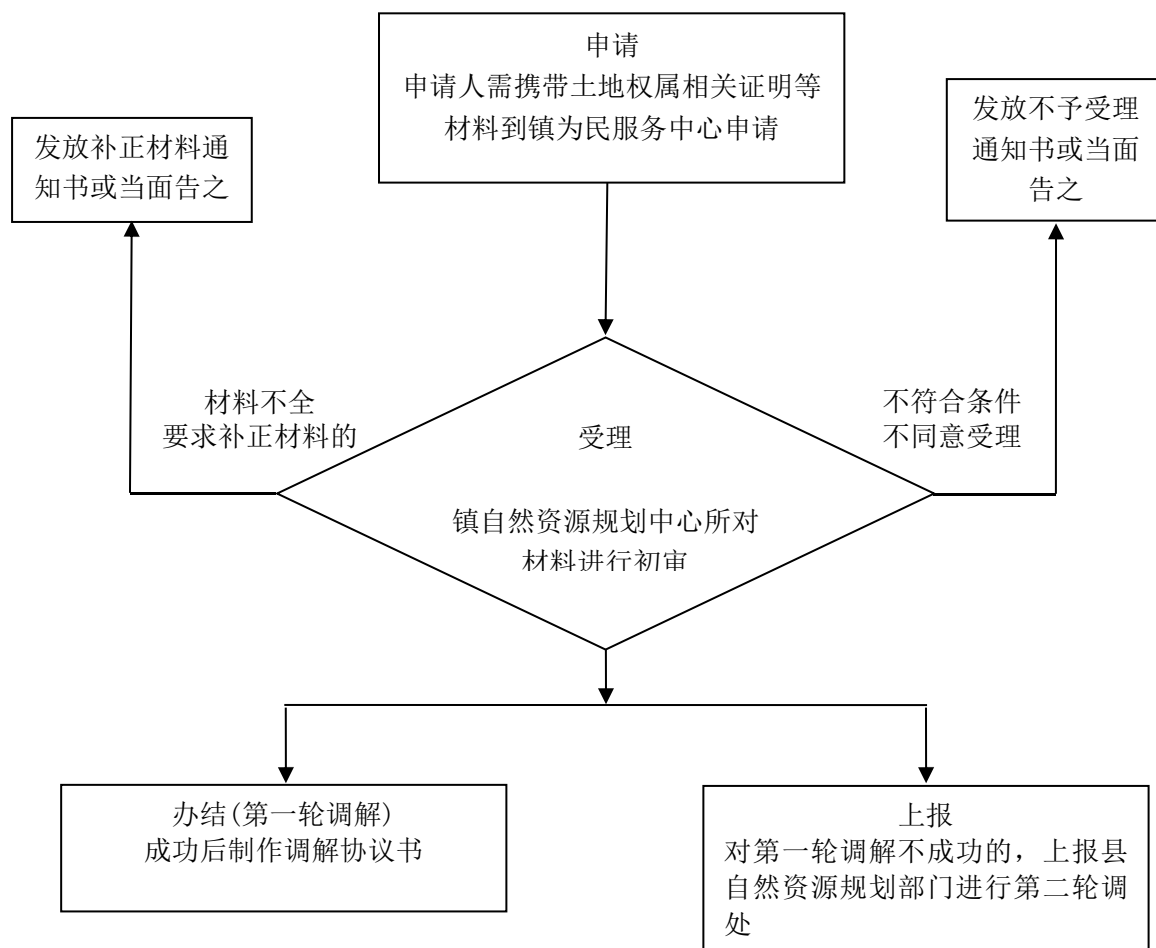 申请
申请人需携带土地权属相关证明等
材料到镇为民服务中心申请
发放补正材料通
知书或当面告之
发放不予受理
通知书或当面
告之
材料不全
要求补正材料的
不符合条件
不同意受理
受理
镇自然资源规划中心所对
材料进行初审
办结(第一轮调解)
成功后制作调解协议书
上报
对第一轮调解不成功的，上报县
自然资源规划部门进行第二轮调
处